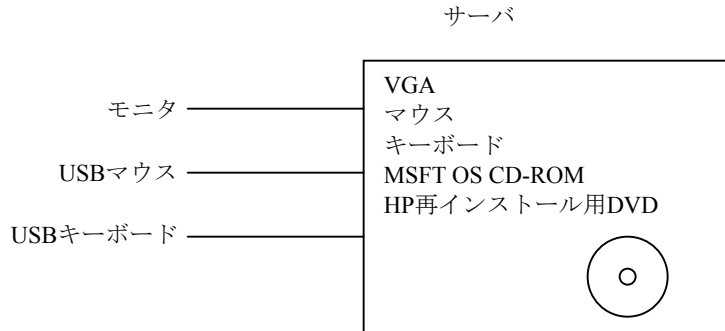 サーバ
VGA
モニタ
マウス
キーボード
USBマウス
MSFT OS CD-ROM
HP再インストール用DVD
USBキーボード